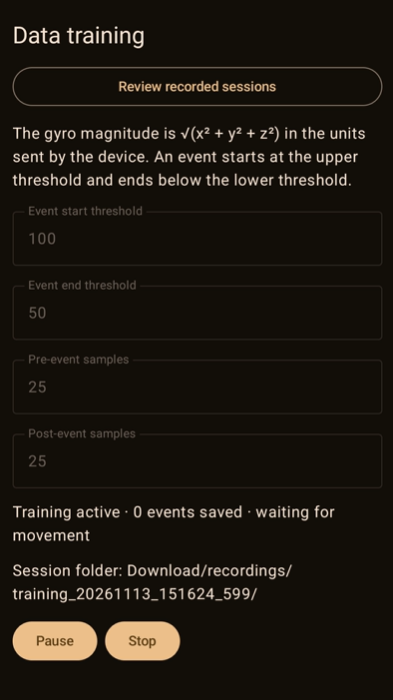 Data training
Review recorded sessions
The gyro magnitude is √(x² + y² + z²) in the units
sent by the device. An event starts at the upper
threshold and ends below the lower threshold.
Event start threshold
100
Event end threshold
50
Pre-event samples
25
Post-event samples
25
Training active · 0 events saved · waiting for
movement
Session folder: Download/recordings/
training_20261113_151624_599/
Pause Stop